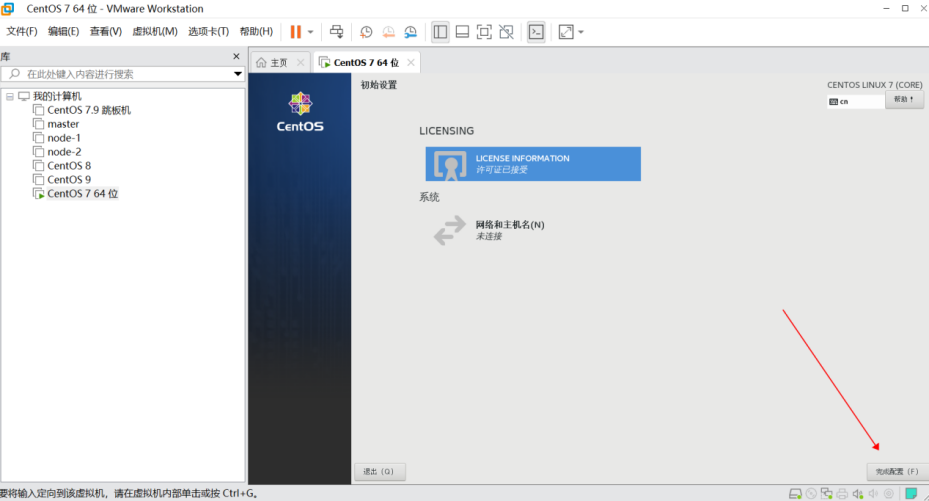 CentOS 7 64 位 - VMware Workstation
文件(F) 编辑(E) 查看(V) 虚拟机(M) 选项卡(T) 帮助(H)
库
在此处键入内容进行搜索
我的计算机
CentOS 7.9 跳板机
master
node-1
node-2
CentOS 8
CentOS 9
CentOS 7 64 位
主页
CentOS 7 64 位
CentOS
初始设置
CENTOS LINUX 7 (CORE)
cn
帮助！
LICENSING
LICENSE INFORMATION
许可证已接受
系统
网络和主机名(N)
未连接
退出（Q）
完成配置（F）
要将输入定向到该虚拟机，请在虚拟机内部单击或按 Ctrl+G。